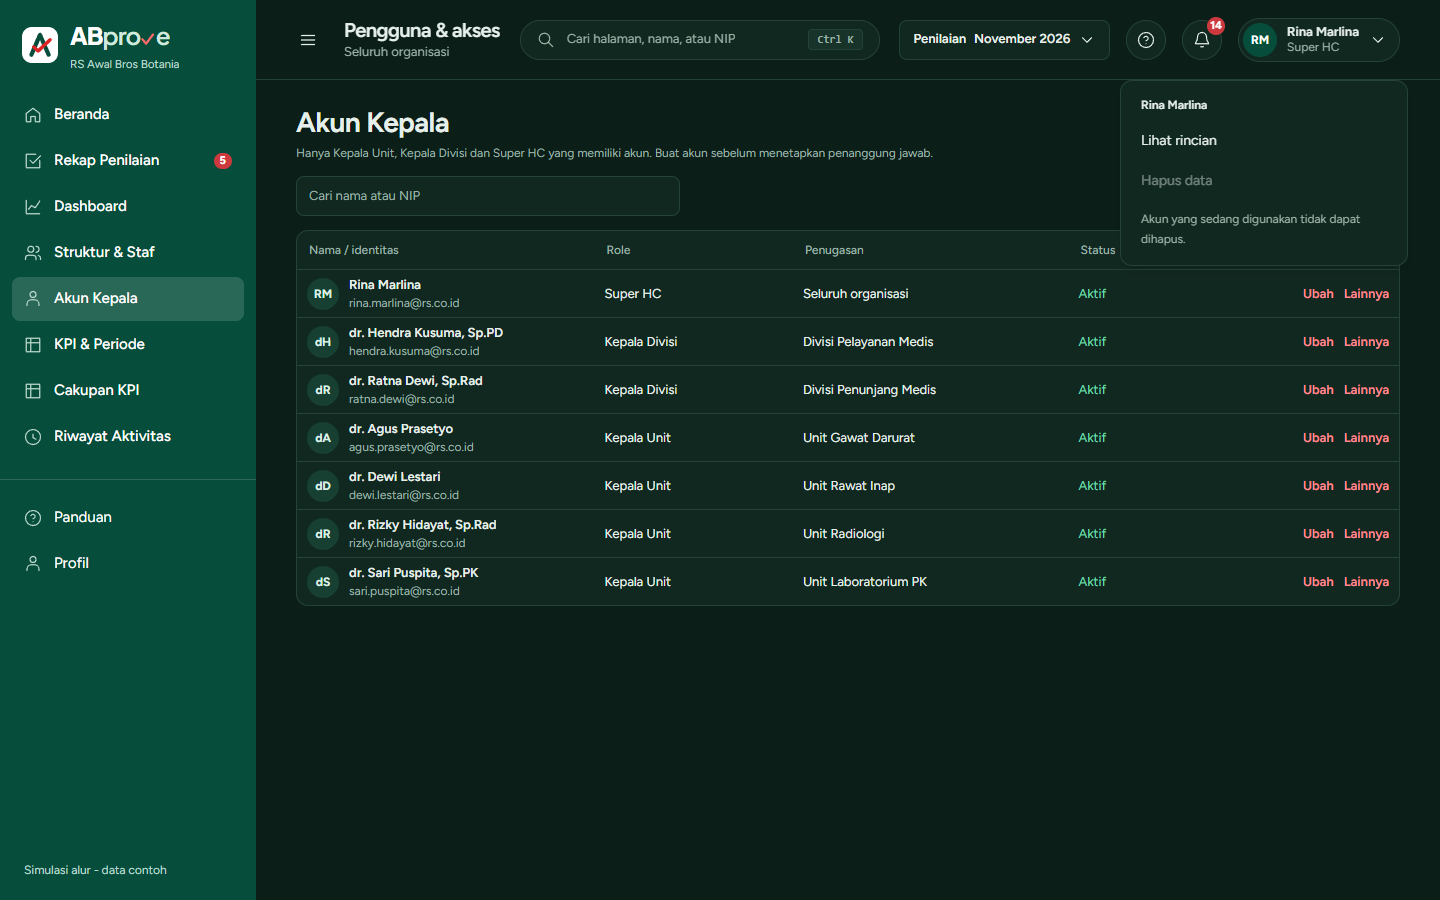 ABprove
RS Awal Bros Botania
Beranda
Rekap Penilaian 5
Dashboard
Struktur & Staf
Akun Kepala
KPI & Periode
Cakupan KPI
Riwayat Aktivitas
Panduan
Profil
Simulasi alur - data contoh
Pengguna & akses
Seluruh organisasi
Cari halaman, nama, atau NIP Ctrl K
Penilaian November 2026
14
RM Rina Marlina
Super HC
Rina Marlina
Lihat rincian
Hapus data
Akun yang sedang digunakan tidak dapat
dihapus.
Akun Kepala
Hanya Kepala Unit, Kepala Divisi dan Super HC yang memiliki akun. Buat akun sebelum menetapkan penanggung jawab.
Cari nama atau NIP
Nama / identitas Role Penugasan Status
RM Rina Marlina Super HC Seluruh organisasi Aktif Ubah Lainnya
rina.marlina@rs.co.id
dH dr. Hendra Kusuma, Sp.PD Kepala Divisi Divisi Pelayanan Medis Aktif Ubah Lainnya
hendra.kusuma@rs.co.id
dR dr. Ratna Dewi, Sp.Rad Kepala Divisi Divisi Penunjang Medis Aktif Ubah Lainnya
ratna.dewi@rs.co.id
dA dr. Agus Prasetyo Kepala Unit Unit Gawat Darurat Aktif Ubah Lainnya
agus.prasetyo@rs.co.id
dD dr. Dewi Lestari Kepala Unit Unit Rawat Inap Aktif Ubah Lainnya
dewi.lestari@rs.co.id
dR dr. Rizky Hidayat, Sp.Rad Kepala Unit Unit Radiologi Aktif Ubah Lainnya
rizky.hidayat@rs.co.id
dS dr. Sari Puspita, Sp.PK Kepala Unit Unit Laboratorium PK Aktif Ubah Lainnya
sari.puspita@rs.co.id